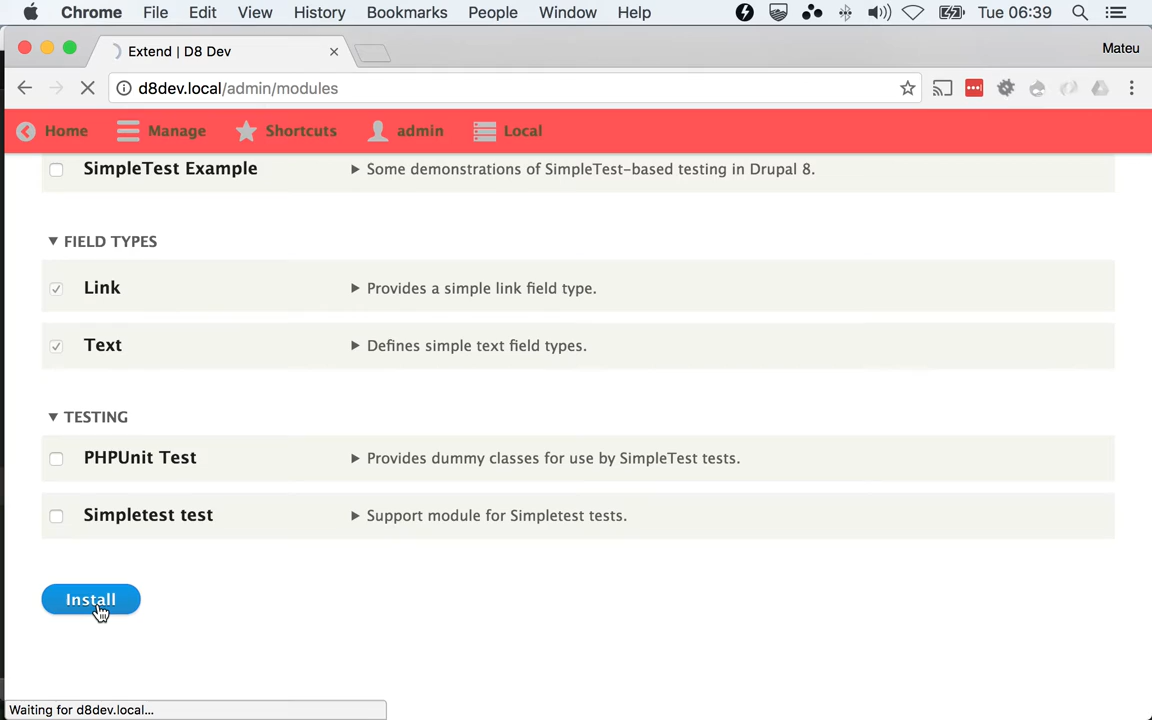 Chrome File Edit View History Bookmarks People Window Help Tue 06:39
Extend | D8 Dev
Mateu
d8dev.local/admin/modules
Home Manage Shortcuts admin Local
SimpleTest Example Some demonstrations of SimpleTest-based testing in Drupal 8.
FIELD TYPES
Link Provides a simple link field type.
Text Defines simple text field types.
TESTING
PHPUnit Test Provides dummy classes for use by SimpleTest tests.
Simpletest test Support module for Simpletest tests.
Install
Waiting for d8dev.local...